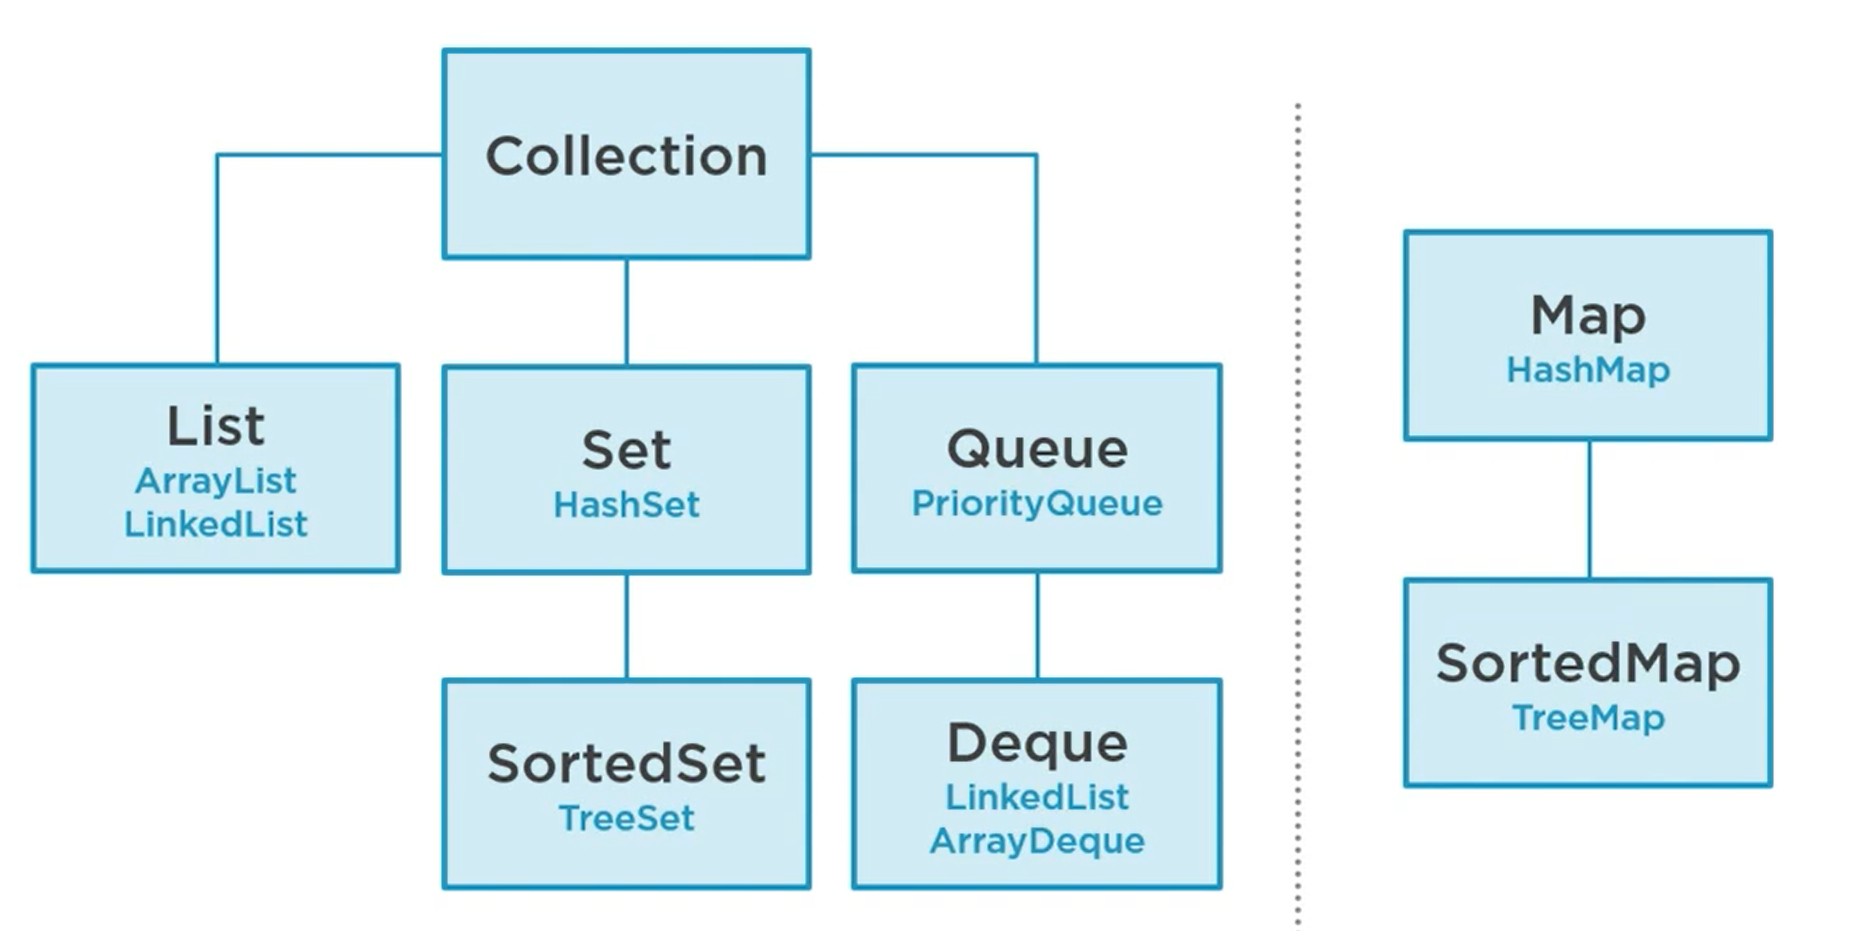 Collection
List
ArrayList
LinkedList
Set
HashSet
Queue
PriorityQueue
SortedSet
TreeSet
Deque
LinkedList
ArrayDeque
Map
HashMap
SortedMap
TreeMap